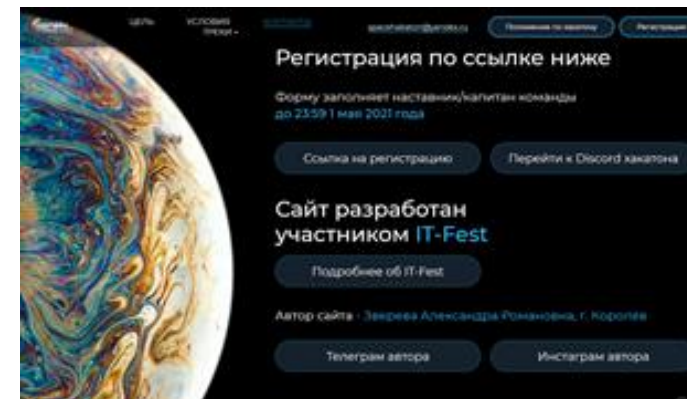 ЦЕЛЬ
УСЛОВИЯ
ТРЕКИ
Положение по хакатону
Регистрация
Регистрация по ссылке ниже
Форму заполняет наставник/капитан команды
до 23:59 1 мая 2021 года
Ссылка на регистрацию
Перейти к Discord хакатона
Сайт разработан
участником IT-Fest
Подробнее об IT-Fest
Автор сайта - Зверева Александра Романовна, г. Королёв
Телеграм автора
Инстаграм автора